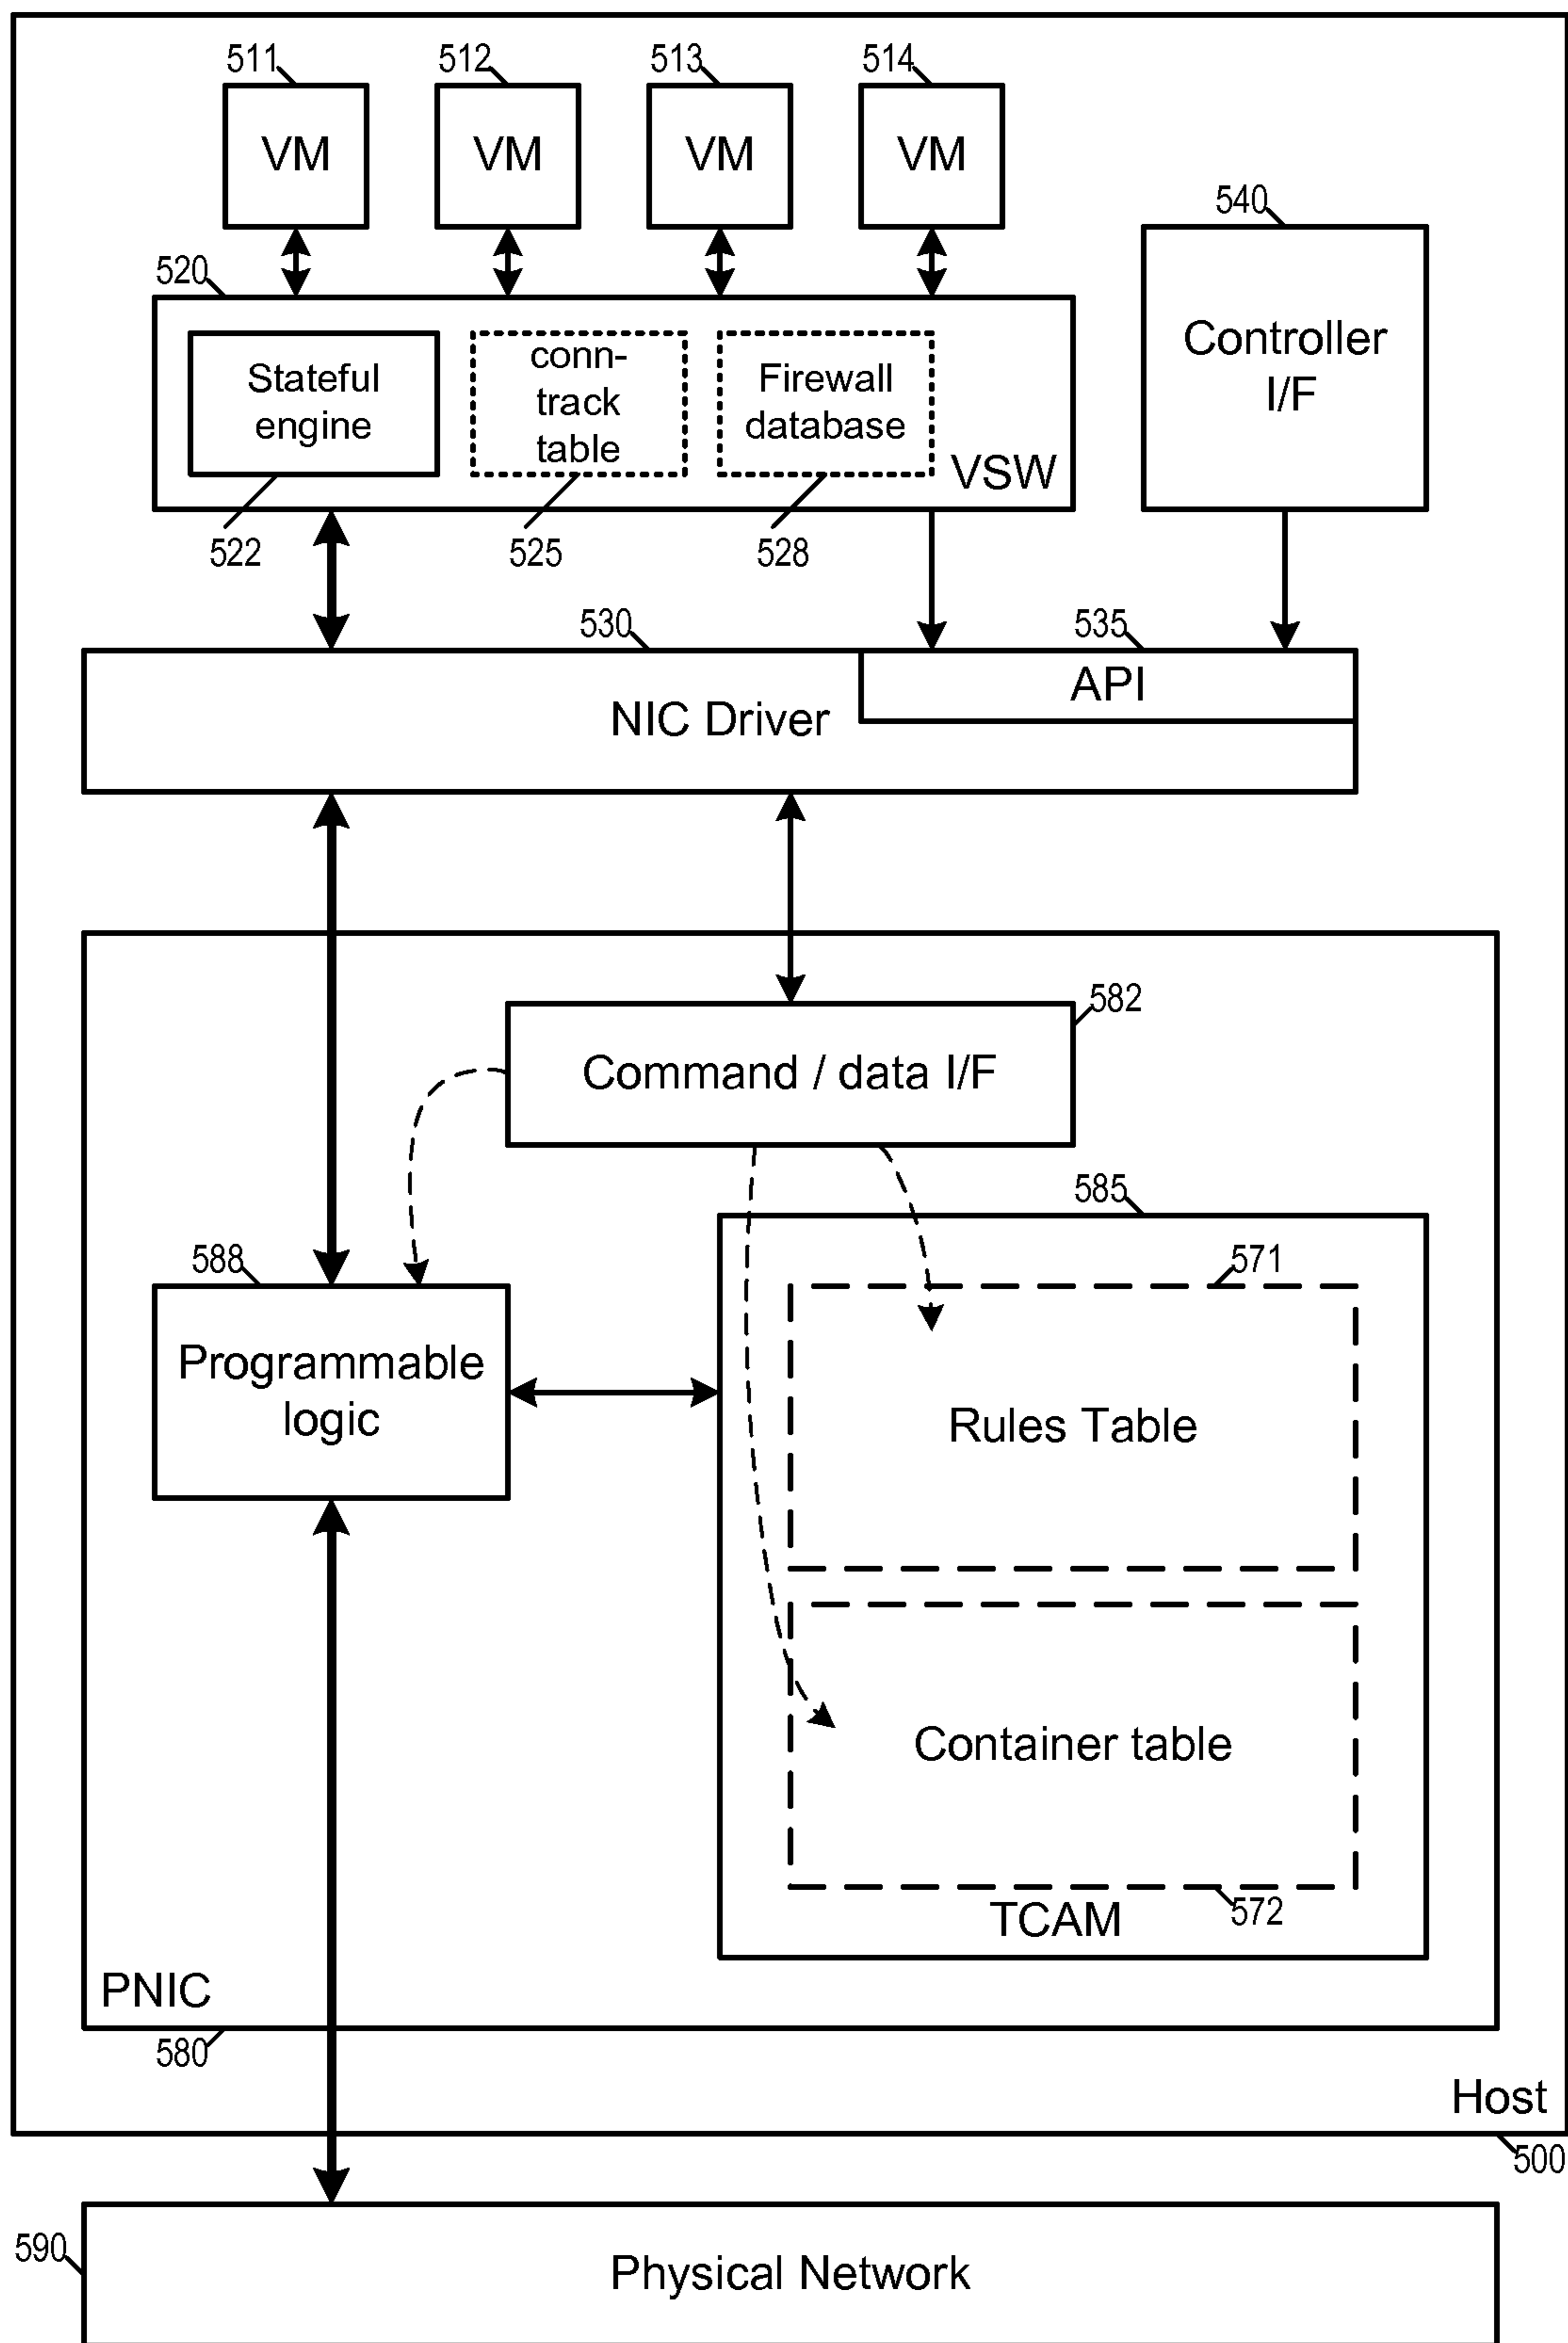 511
512
513
514
VM
VM
VM
VM
540
520
Controller
I/F
Stateful
engine
conn-
track
table
Firewall
database
VSW
522
525
528
530
535
API
NIC Driver
582
Command / data I/F
585
588
571
Programmable
logic
Rules Table
Container table
572
TCAM
PNIC
580
Host
500
590
Physical Network